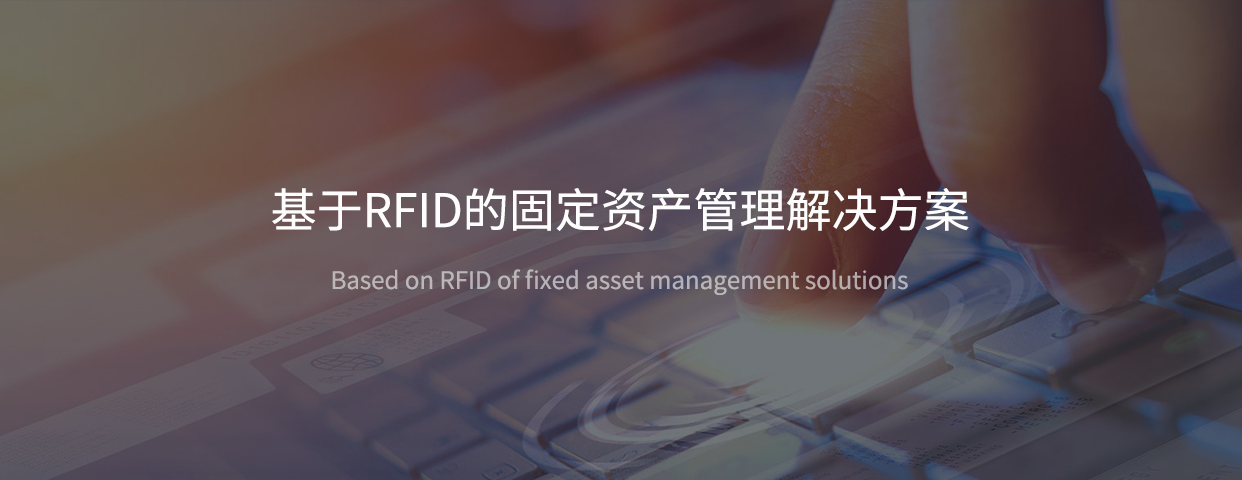 基于RFID的固定资产管理解决方案
Based on RFID of fixed asset management solutions